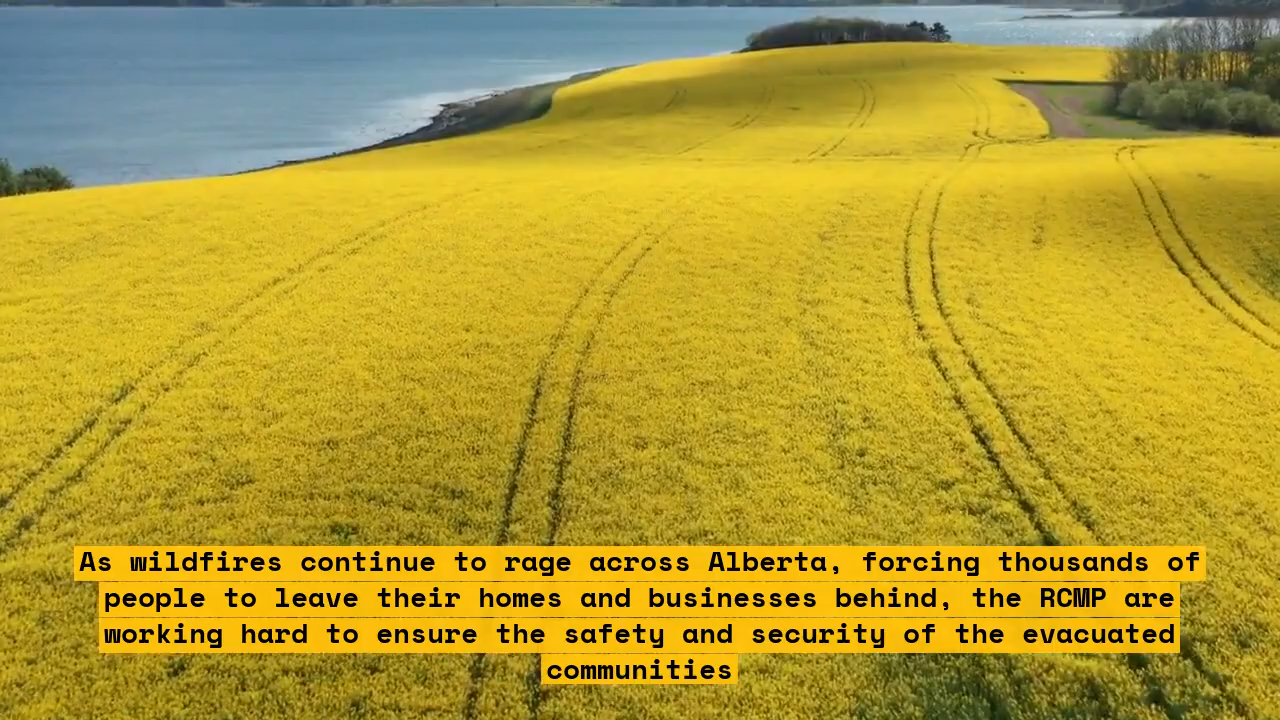 As wildfires continue to rage across Alberta, forcing thousands of
people to leave their homes and businesses behind, the RCMP are
working hard to ensure the safety and security of the evacuated
communities